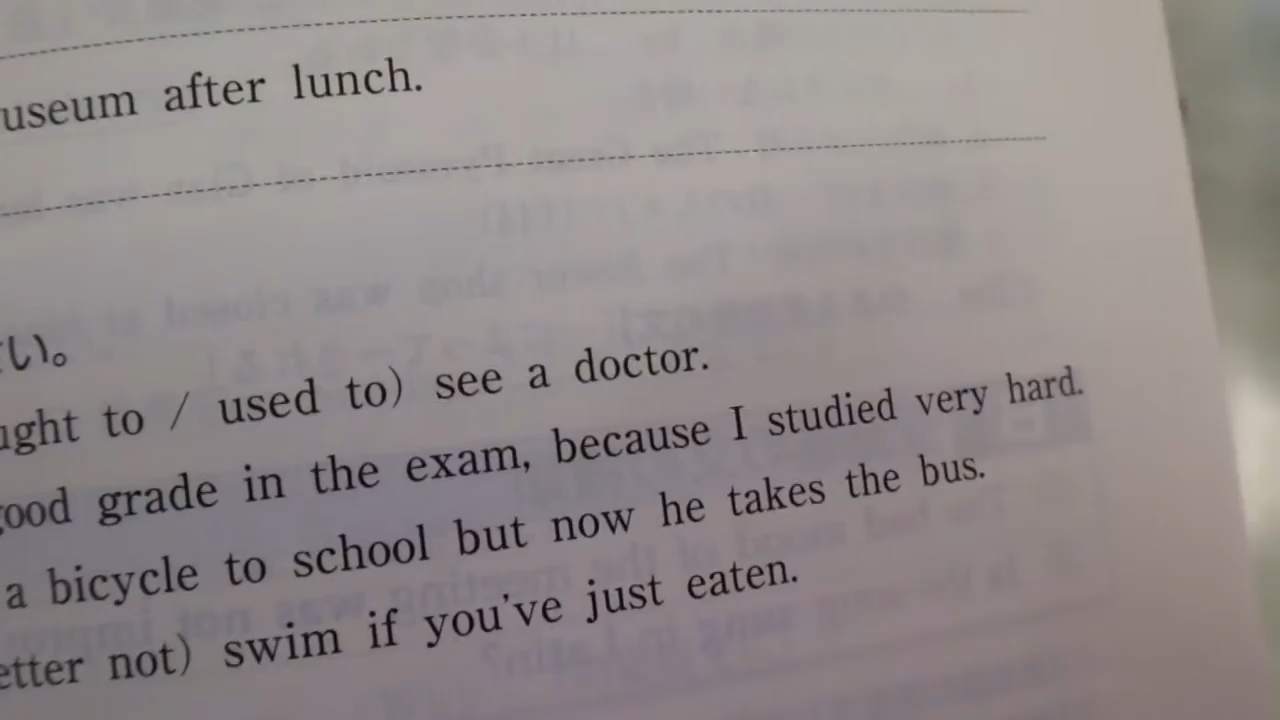 useum after lunch.
い。
ught to / used to) see a doctor.
ood grade in the exam, because I studied very hard.
a bicycle to school but now he takes the bus.
etter not) swim if you've just eaten.